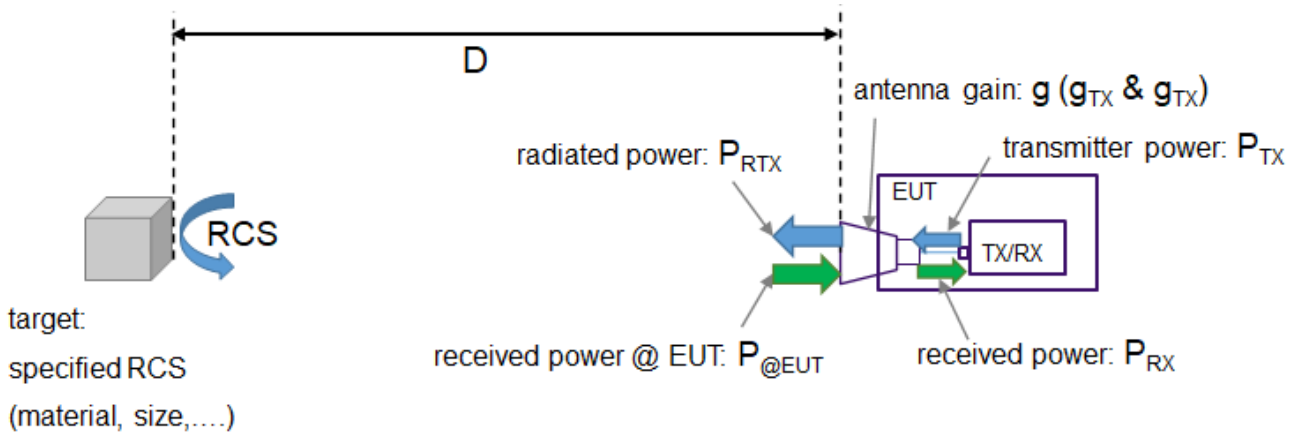 D
antenna gain: g (gTX & gTX)
radiated power: PRTX
transmitter power: PTX
EUT
RCS
TX/RX
target:
specified RCS
(material, size,....)
received power @ EUT: P@EUT
received power: PRX